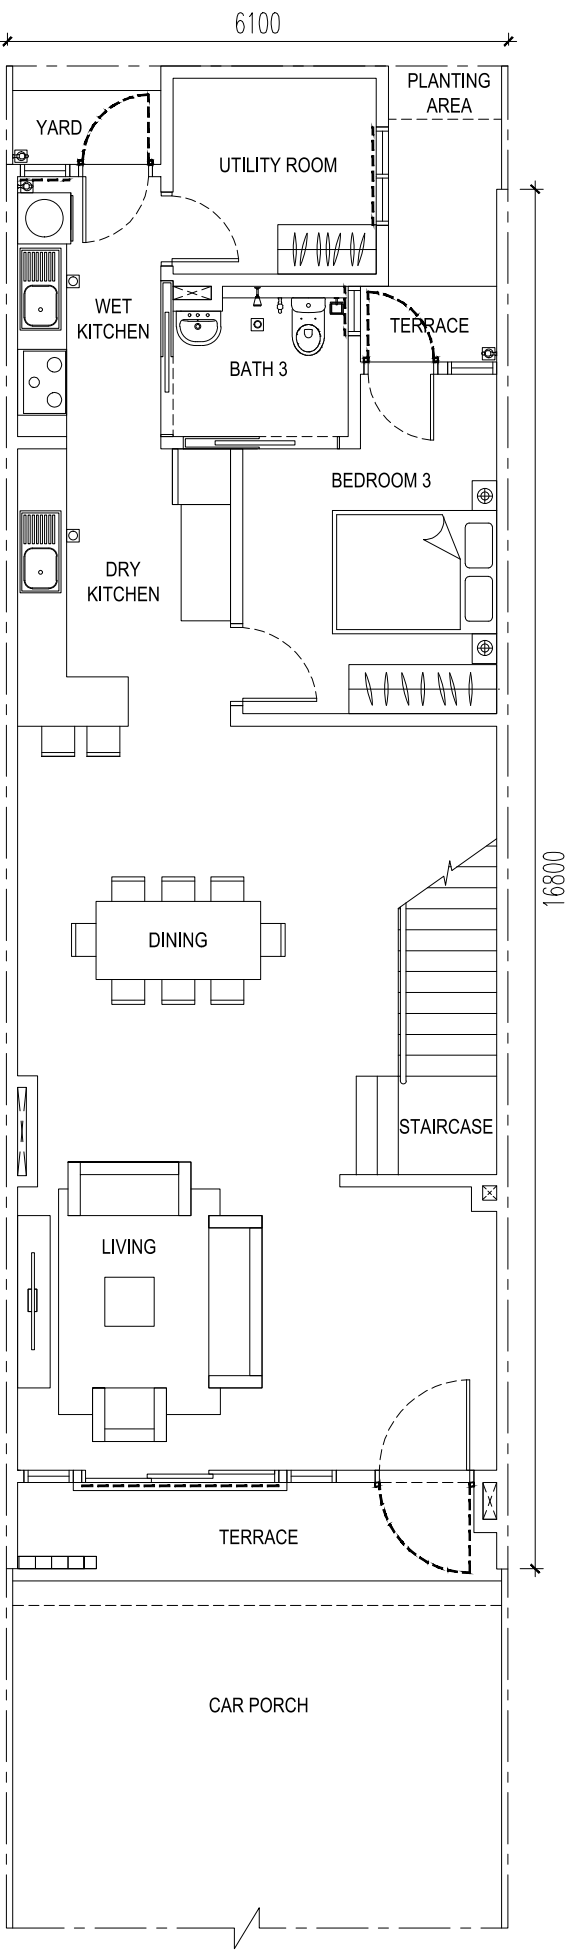 6100
PLANTING
AREA
YARD
UTILITY ROOM
WET
KITCHEN
TERRACE
BATH 3
BEDROOM 3
DRY
KITCHEN
16800
DINING
STAIRCASE
LIVING
TERRACE
CAR PORCH